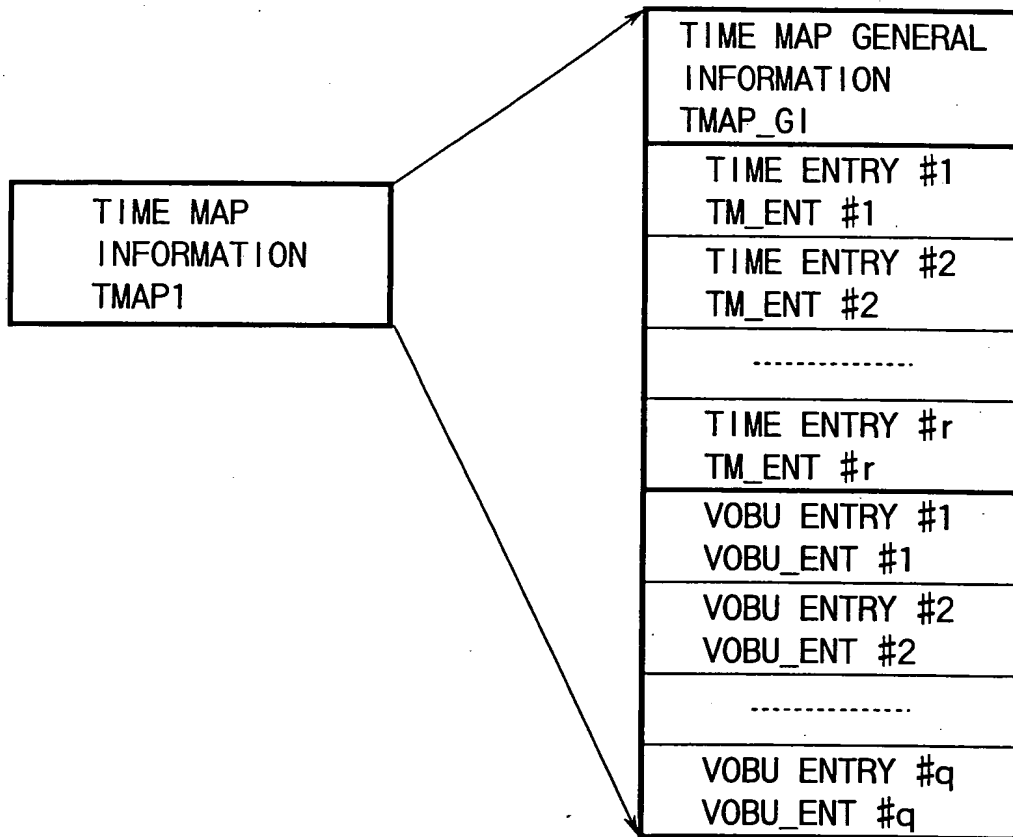 TIME MAP
INFORMATION
TMAP1
TIME MAP GENERAL
INFORMATION
TMAP_GI
TIME ENTRY #1
TM_ENT #1
TIME ENTRY #2
TM_ENT #2
---------------
TIME ENTRY #r
TM_ENT #r
VOBU ENTRY #1
VOBU_ENT #1
VOBU ENTRY #2
VOBU_ENT #2
---------------
VOBU ENTRY #q
VOBU_ENT #q